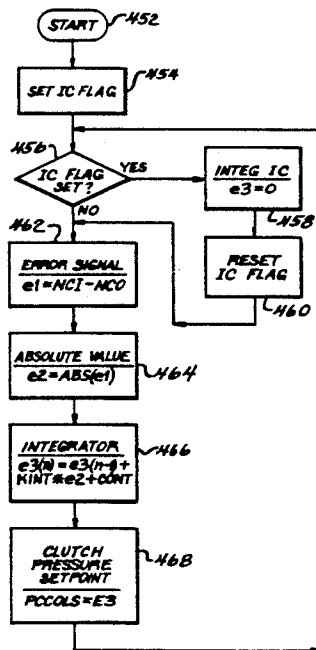 START
452
SET IC FLAG
454
456
IC FLAG
SET?
YES
NO
INTEG IC
e3=0
458
RESET
IC FLAG
460
462
ERROR SIGNAL
e1=NCI-NCO
ABSOLUTE VALUE
e2=ABS(e1)
464
INTEGRATOR
e3(n)=e3(n-1)+
KINT*e2+CONT
466
CLUTCH
PRESSURE
SETPOINT
PCCOLS=E3
468